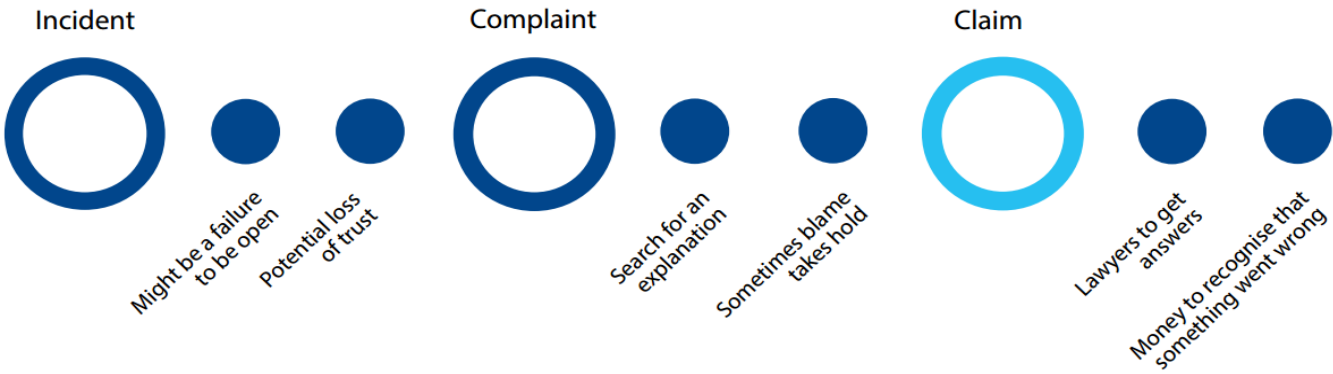 Incident
Might be a failure
to be open
Potential loss
of trust
Complaint
Search for an
explanation
Sometimes blame
takes hold
Claim
Lawyers to get
answers
Money to recognise that
something went wrong